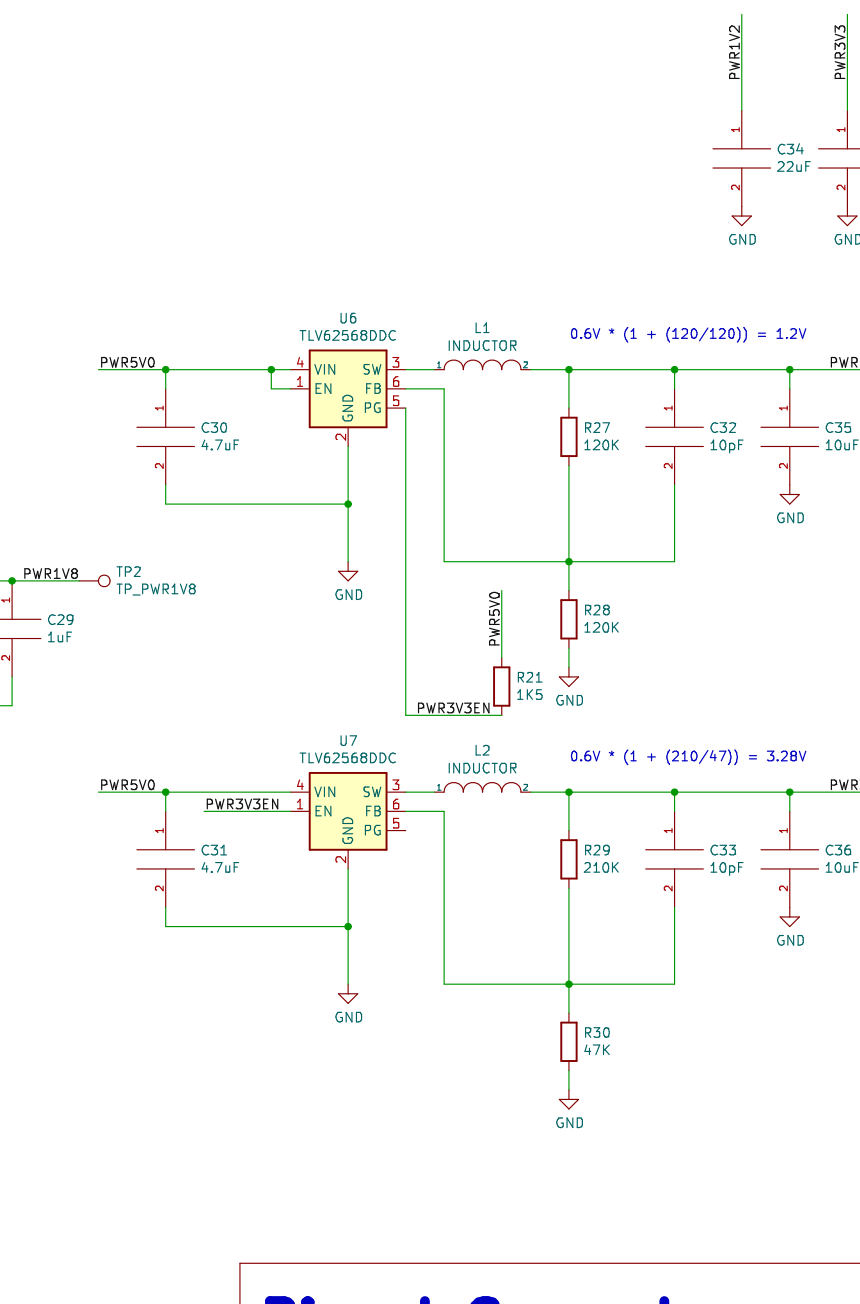 PWR1V2
PWR3V3
1
1
C34
22uF
2
2
GND
GND
U6
TLV62568DDC
L1
INDUCTOR
0.6V * (1 + (120/120)) = 1.2V
PWR5V0
4 VIN SW 3
1 EN FB 6
GND PG 5
2
1 2
PWR
1
C30
4.7uF
2
R27
120K
1
C32
10pF
2
1
C35
10uF
2
GND
GND
PWR1V8
TP2
TP_PWR1V8
1
C29
1uF
2
PWR5V0
R28
120K
GND
R21
1K5
PWR3V3EN
U7
TLV62568DDC
L2
INDUCTOR
0.6V * (1 + (210/47)) = 3.28V
PWR5V0
PWR3V3EN
4 VIN SW 3
1 EN FB 6
GND PG 5
2
1 2
PWR
1
C31
4.7uF
2
R29
210K
1
C33
10pF
2
1
C36
10uF
2
GND
GND
R30
47K
GND